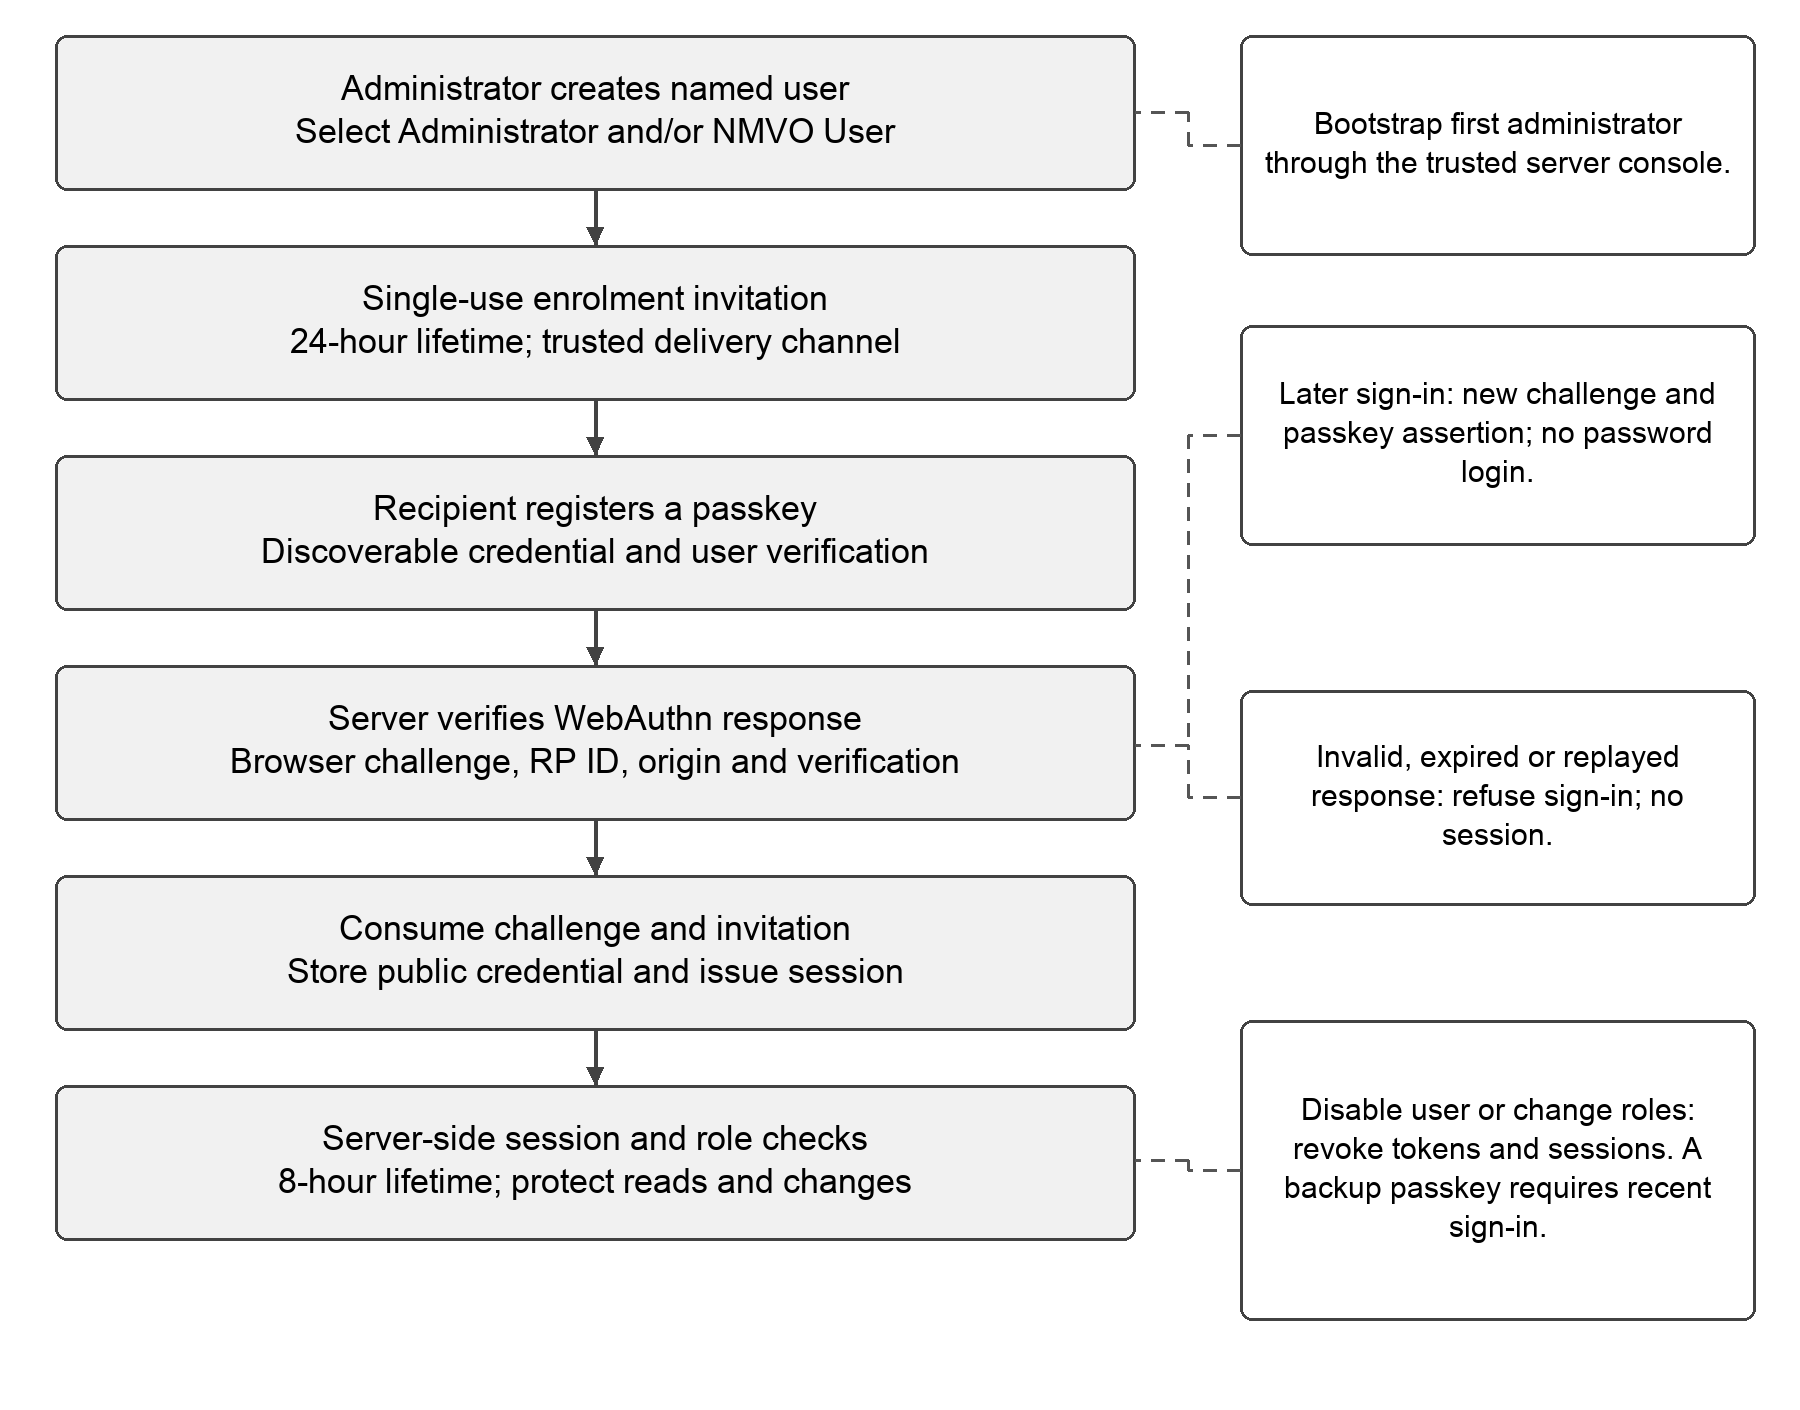 Administrator creates named user
Select Administrator and/or NMVO User
Bootstrap first administrator
through the trusted server console.
Single-use enrolment invitation
24-hour lifetime; trusted delivery channel
Later sign-in: new challenge and
passkey assertion; no password
login.
Recipient registers a passkey
Discoverable credential and user verification
Server verifies WebAuthn response
Browser challenge, RP ID, origin and verification
Invalid, expired or replayed
response: refuse sign-in; no
session.
Consume challenge and invitation
Store public credential and issue session
Server-side session and role checks
8-hour lifetime; protect reads and changes
Disable user or change roles:
revoke tokens and sessions. A
backup passkey requires recent
sign-in.